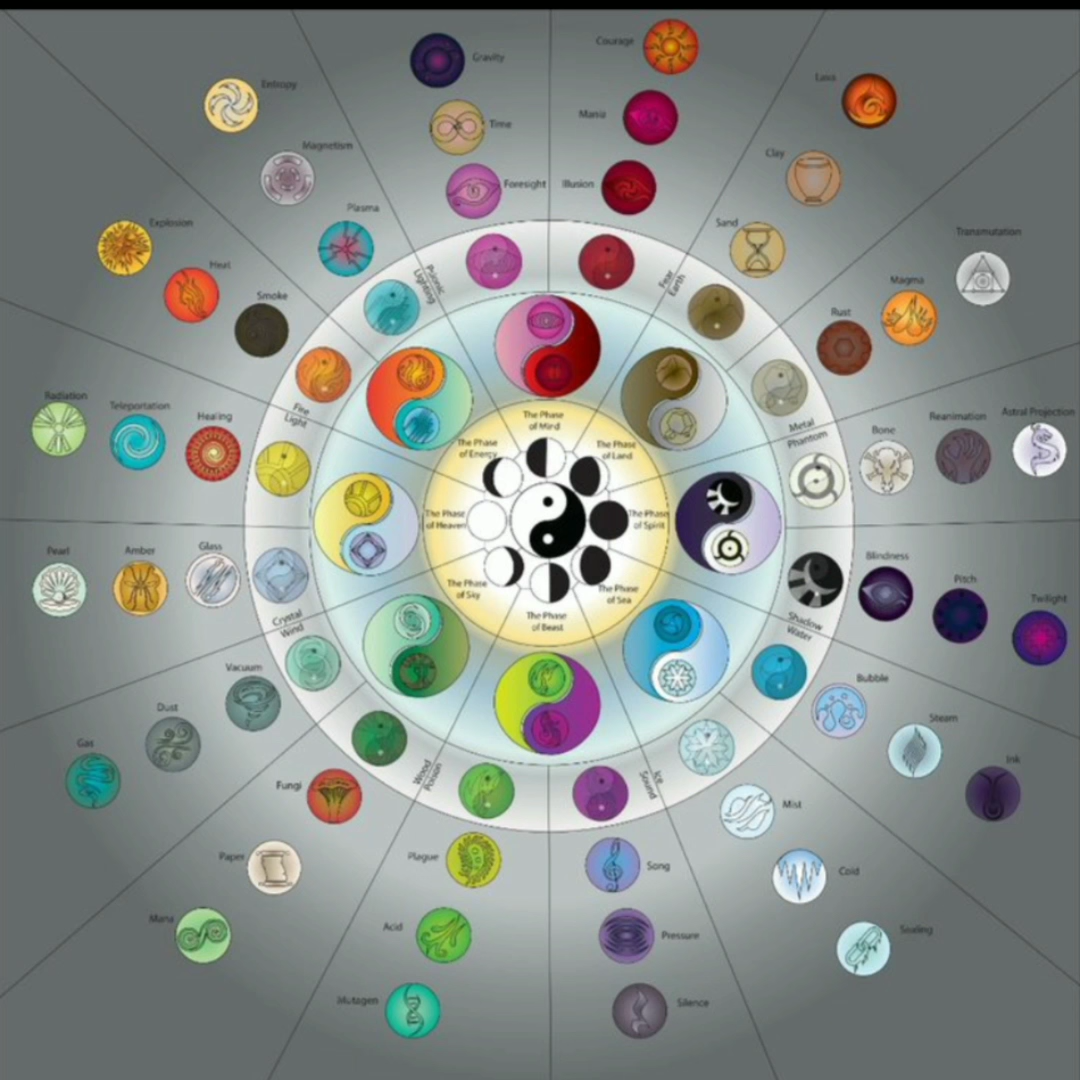 Courage
Gravity
Entropy
Mania
Time
Clay
Magnetism
Foresight
Illusion
Plasma
Sand
Explosion
Transmutation
Heat
Psionic
Lighting
Fear
Earth
Magma
Smoke
Rust
Radiation
Teleportation
Healing
Fire
Light
The Phase
of Mind
The Phase
of Energy
The Phase
of Land
Metal
Phantom
Bone
Reanimation
Astral Projection
The Phase
of Heaven
The Phase
of Spirit
Pearl
Amber
Glass
The Phase
of Sky
The Phase
of Sea
The Phase
of Beast
Blindness
Pitch
Twilight
Crystal
Wind
Shadow
Water
Vacuum
Bubble
Dust
Steam
Gas
Ink
Wood
Poison
Ice
Sound
Fungi
Mist
Paper
Plague
Song
Cold
Mana
Acid
Pressure
Mutagen
Silence